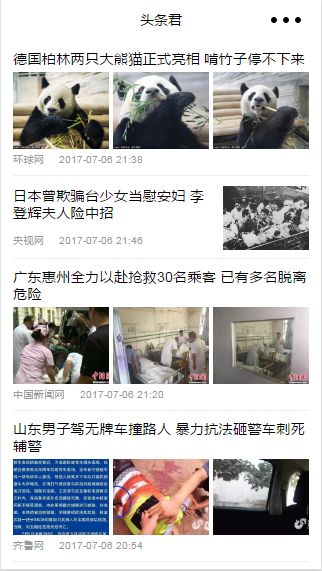 头条君
德国柏林两只大熊猫正式亮相 啃竹子停不下来
环球网 2017-07-06 21:38
日本曾欺骗台少女当慰安妇 李
登辉夫人险中招
央视网 2017-07-06 21:46
广东惠州全力以赴抢救30名乘客 已有多名脱离
危险
中国新闻网 2017-07-06 21:20
山东男子驾无牌车撞路人 暴力抗法砸警车刺死
辅警
齐鲁网 2017-07-06 20:54